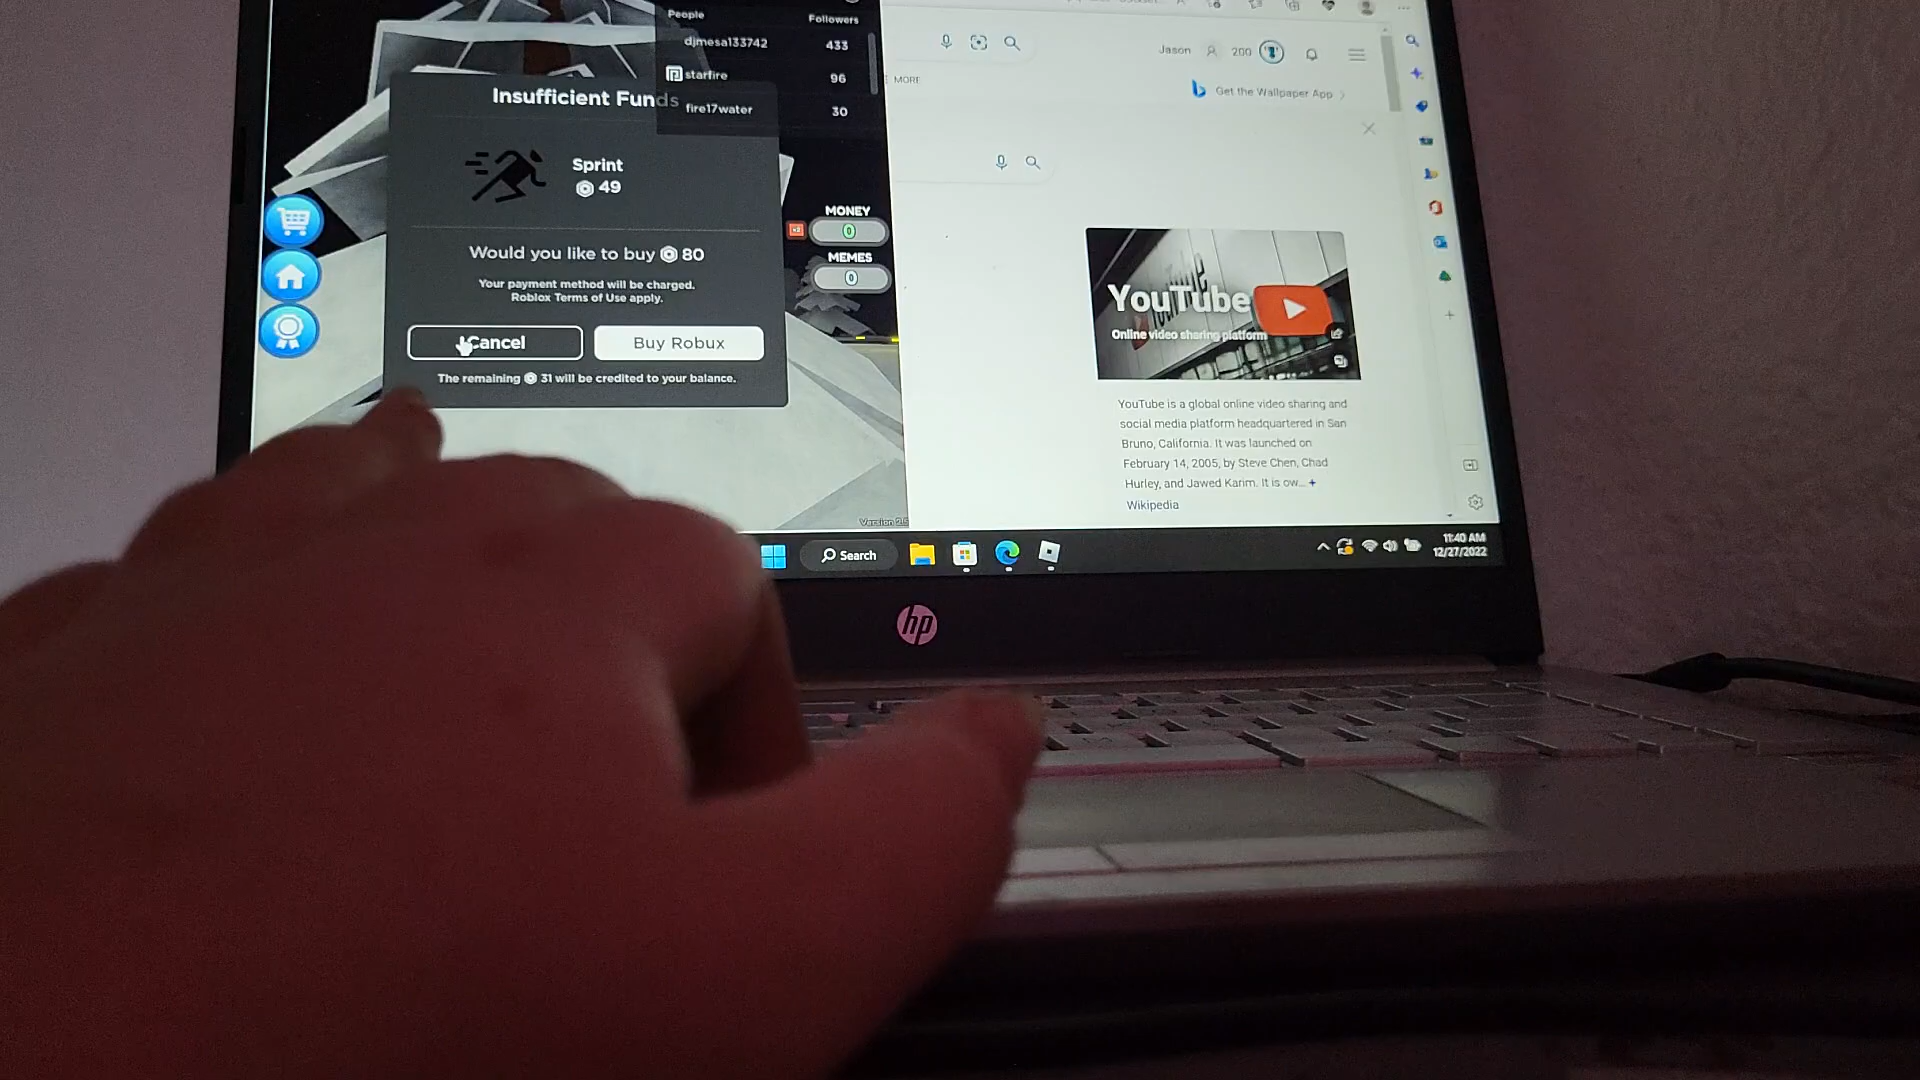 People Followers
djmesa133742 433
starfire 96
fire17water 30
Insufficient Funds
Sprint
49
Would you like to buy 80
Your payment method will be charged.
Roblox Terms of Use apply.
Cancel Buy Robux
The remaining 31 will be credited to your balance.
MONEY
0
MEMES
0
Version 2.5
MORE
Jason 200
Get the Wallpaper App
YouTube
Online video sharing platform
YouTube is a global online video sharing and
social media platform headquartered in San
Bruno, California. It was launched on
February 14, 2005, by Steve Chen, Chad
Hurley, and Jawed Karim. It is ow...
Wikipedia
Search
11:40 AM
12/27/2022
hp